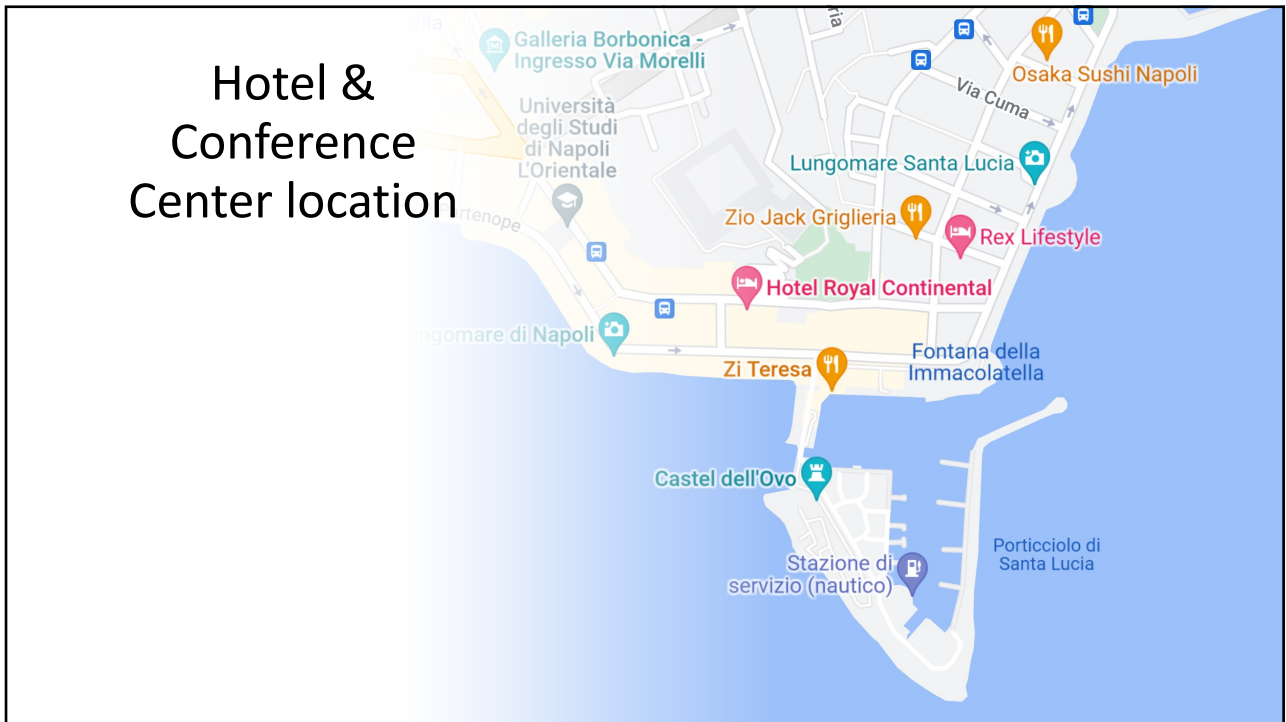 Hotel &
Conference
Center location
Galleria Borbonica -
Ingresso Via Morelli
Osaka Sushi Napoli
Via Cuma
Università
degli Studi
di Napoli
L'Orientale
Lungomare Santa Lucia
Zio Jack Griglieria
Rex Lifestyle
Hotel Royal Continental
Fontana della
Immacolatella
Zi Teresa
Castel dell'Ovo
Porticciolo di
Santa Lucia
Stazione di
servizio (nautico)
di Napoli